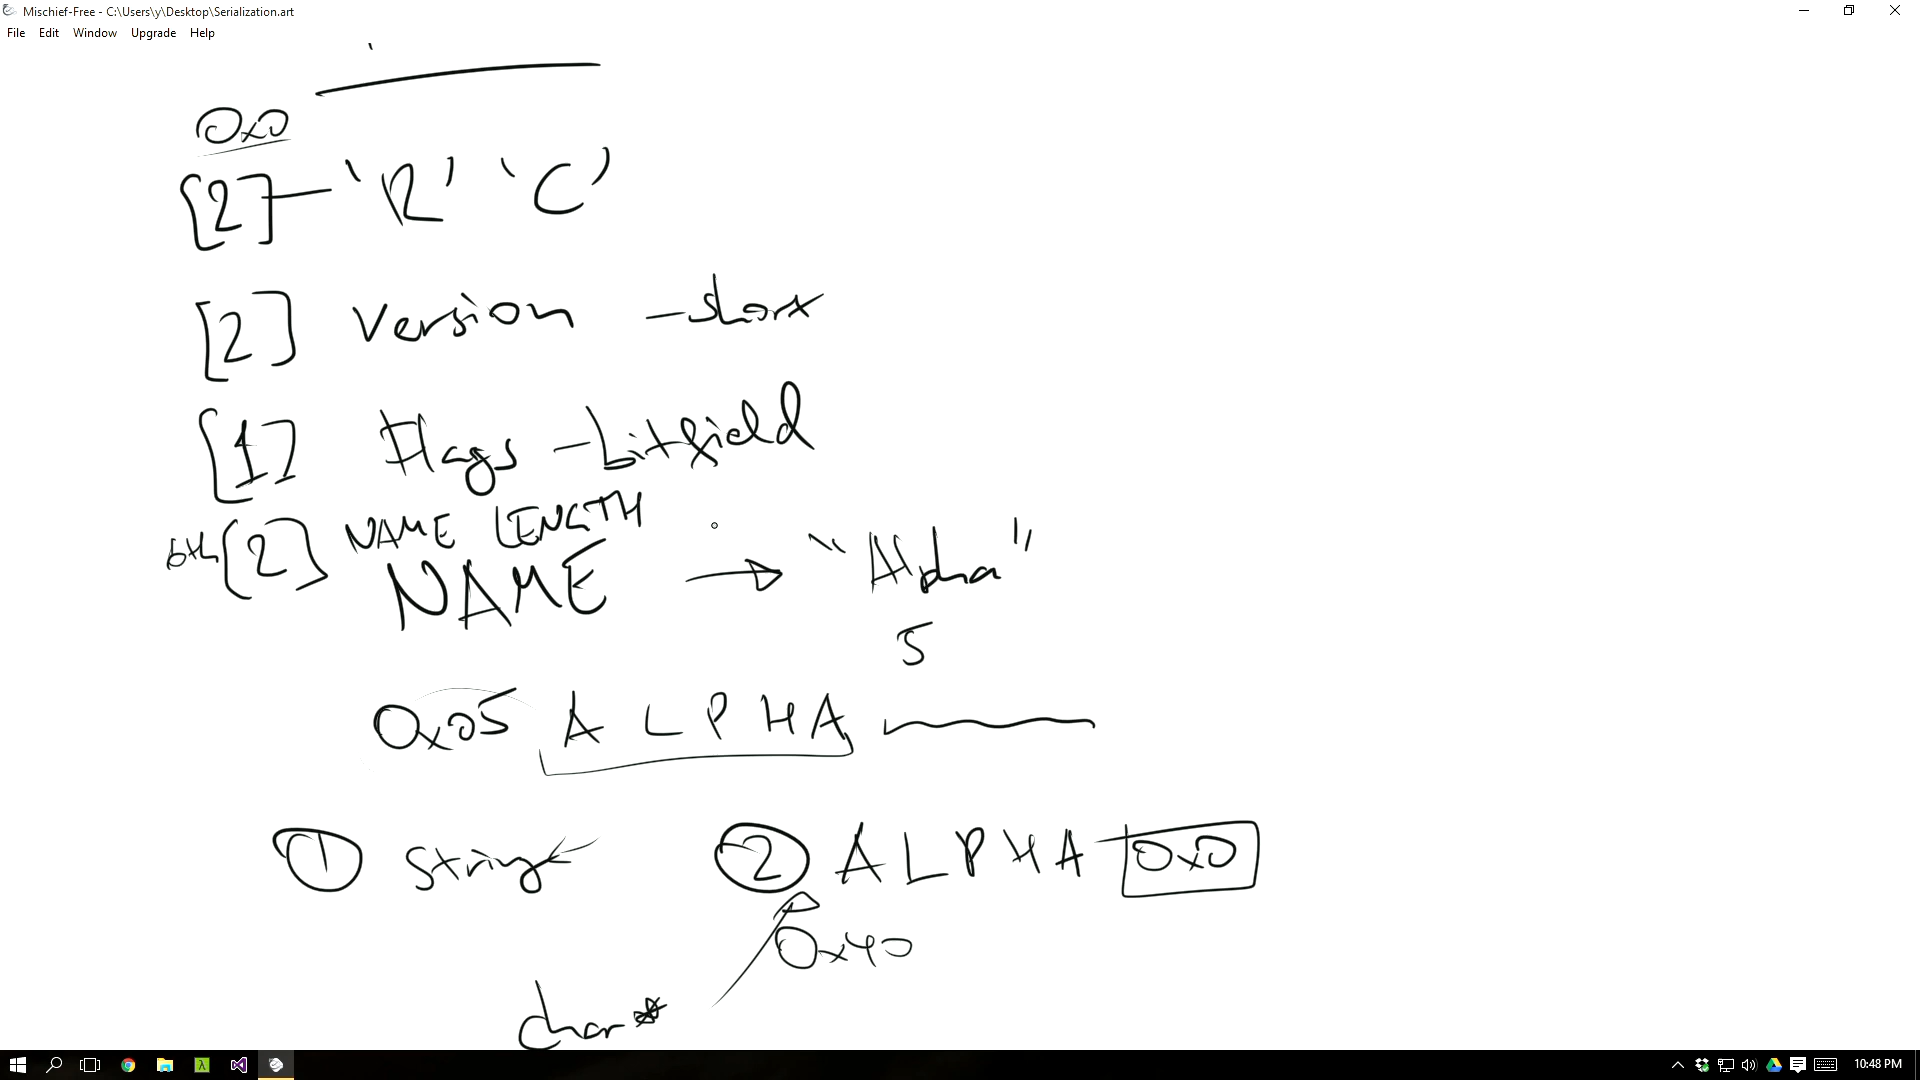 Mischief-Free - C:\Users\y\Desktop\Serialization.art
File Edit Window Upgrade Help
0x0
[2] - 'R' 'C'
[2] Version - short
[1] Flags - bitfield
6th [2] NAME LENGTH
NAME → "Alpha"
5
0x05 A L P H A
① String ② A L P H A 0x0
0x40
char*
10:48 PM